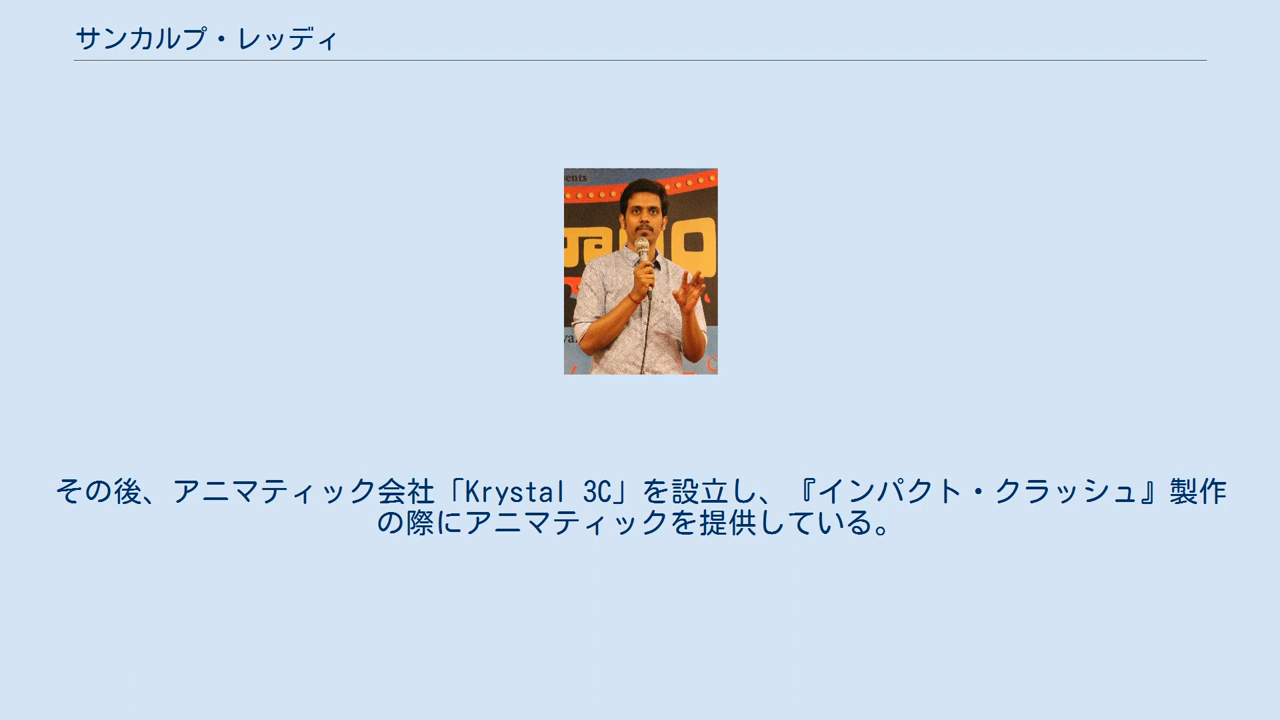 サンカルプ・レッディ
sents
その後、アニマティック会社「Krystal 3C」を設立し、『インパクト・クラッシュ』製作
の際にアニマティックを提供している。